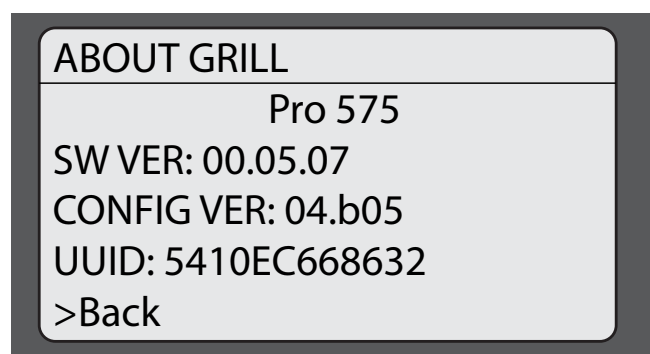 ABOUT GRILL
Pro 575
SW VER: 00.05.07
CONFIG VER: 04.b05
UUID: 5410EC668632
>Back